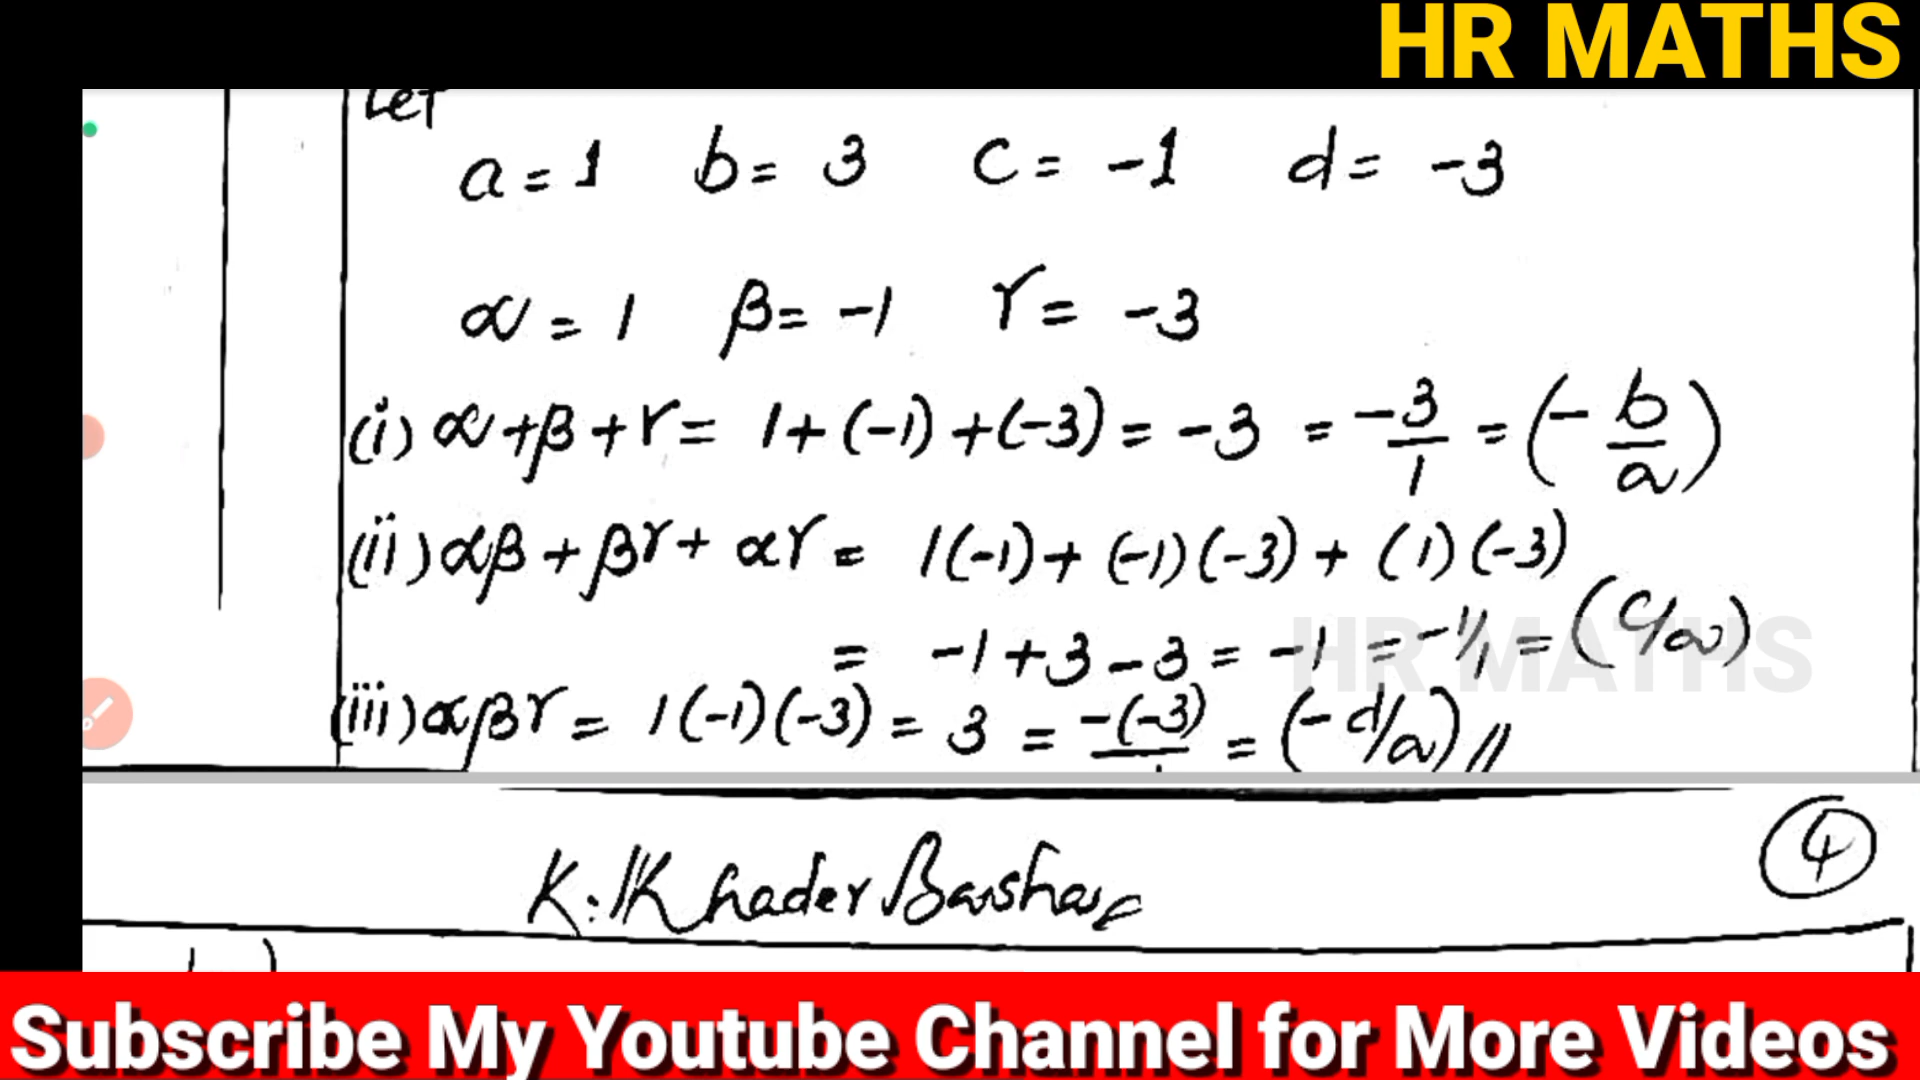 HR MATHS
Let
a = 1 b = 3 c = -1 d = -3
α = 1 β = -1 γ = -3
(i) α+β+γ = 1+(-1)+(-3) = -3 = -3/1 = (-b/a)
(ii) αβ + βγ + αγ = 1(-1)+ (-1)(-3) + (1)(-3)
= -1+3-3 = -1 = -1/1 = (c/a)
HR MATHS
(iii) αβγ = 1(-1)(-3) = 3 = -(-3)/1 = (-d/a)//
4
K. Khader Basha
Subscribe My Youtube Channel for More Videos